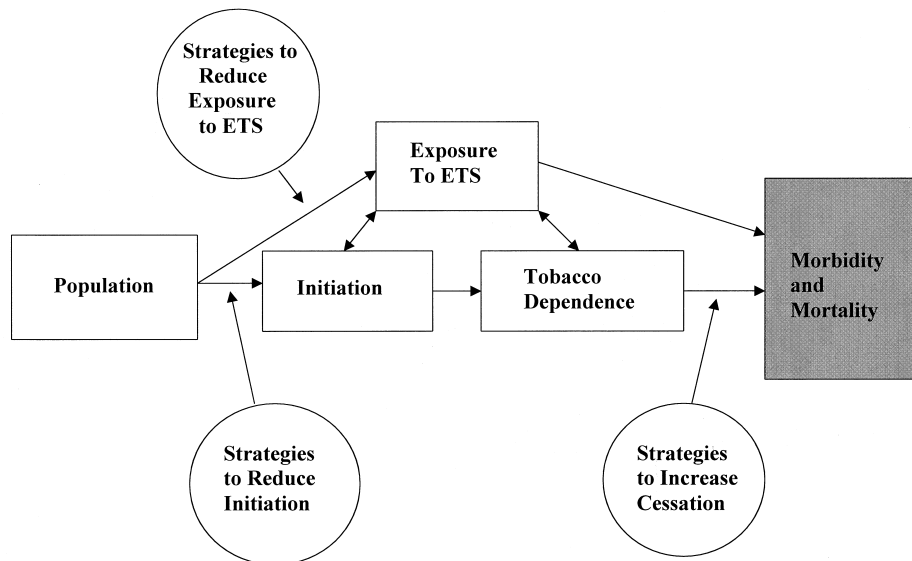 Strategies to
Reduce
Exposure
to ETS
Exposure
To ETS
Population
Initiation
Tobacco
Dependence
Morbidity
and
Mortality
Strategies
to Reduce
Initiation
Strategies
to Increase
Cessation